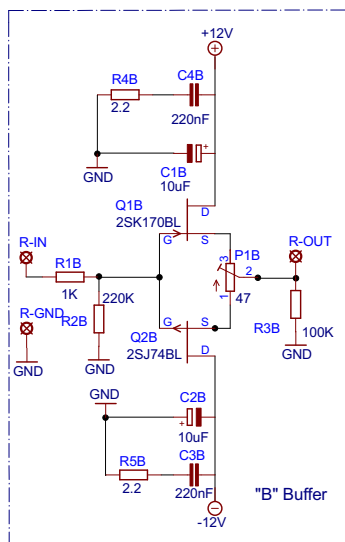 +12V
R4B
C4B
2.2
220nF
+
C1B
10uF
GND
Q1B
D
2SK170BL
G
S
R-IN
R1B
1K
3
P1B
2
R-OUT
1
47
220K
R-GND
R2B
Q2B
G
S
D
2SJ74BL
R3B
100K
GND
GND
GND
GND
C2B
+
10uF
R5B
C3B
2.2
220nF
"B" Buffer
-12V